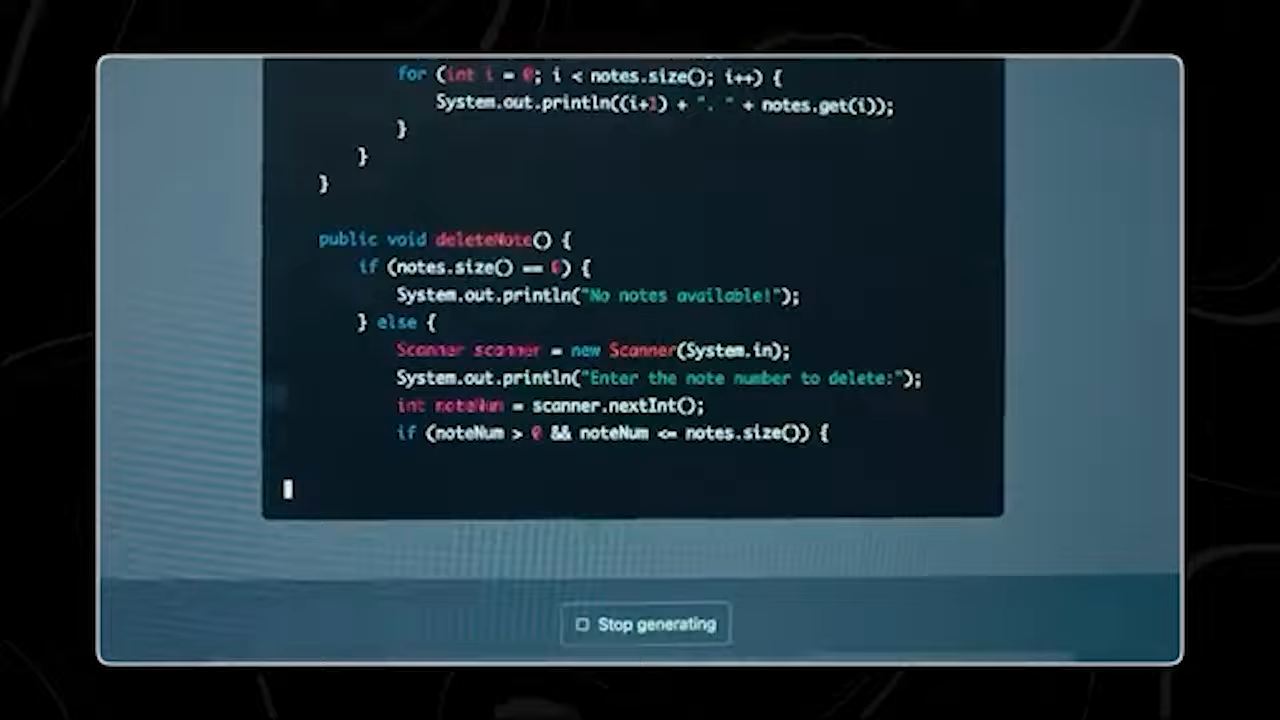 for (int i = 0; i < notes.size(); i++) {
System.out.println((i+1) + ". " + notes.get(i));
}
}
}
public void deleteNote() {
if (notes.size() == 0) {
System.out.println("No notes available!");
} else {
Scanner scanner = new Scanner(System.in);
System.out.println("Enter the note number to delete:");
int noteNum = scanner.nextInt();
if (noteNum > 0 && noteNum <= notes.size()) {
Stop generating